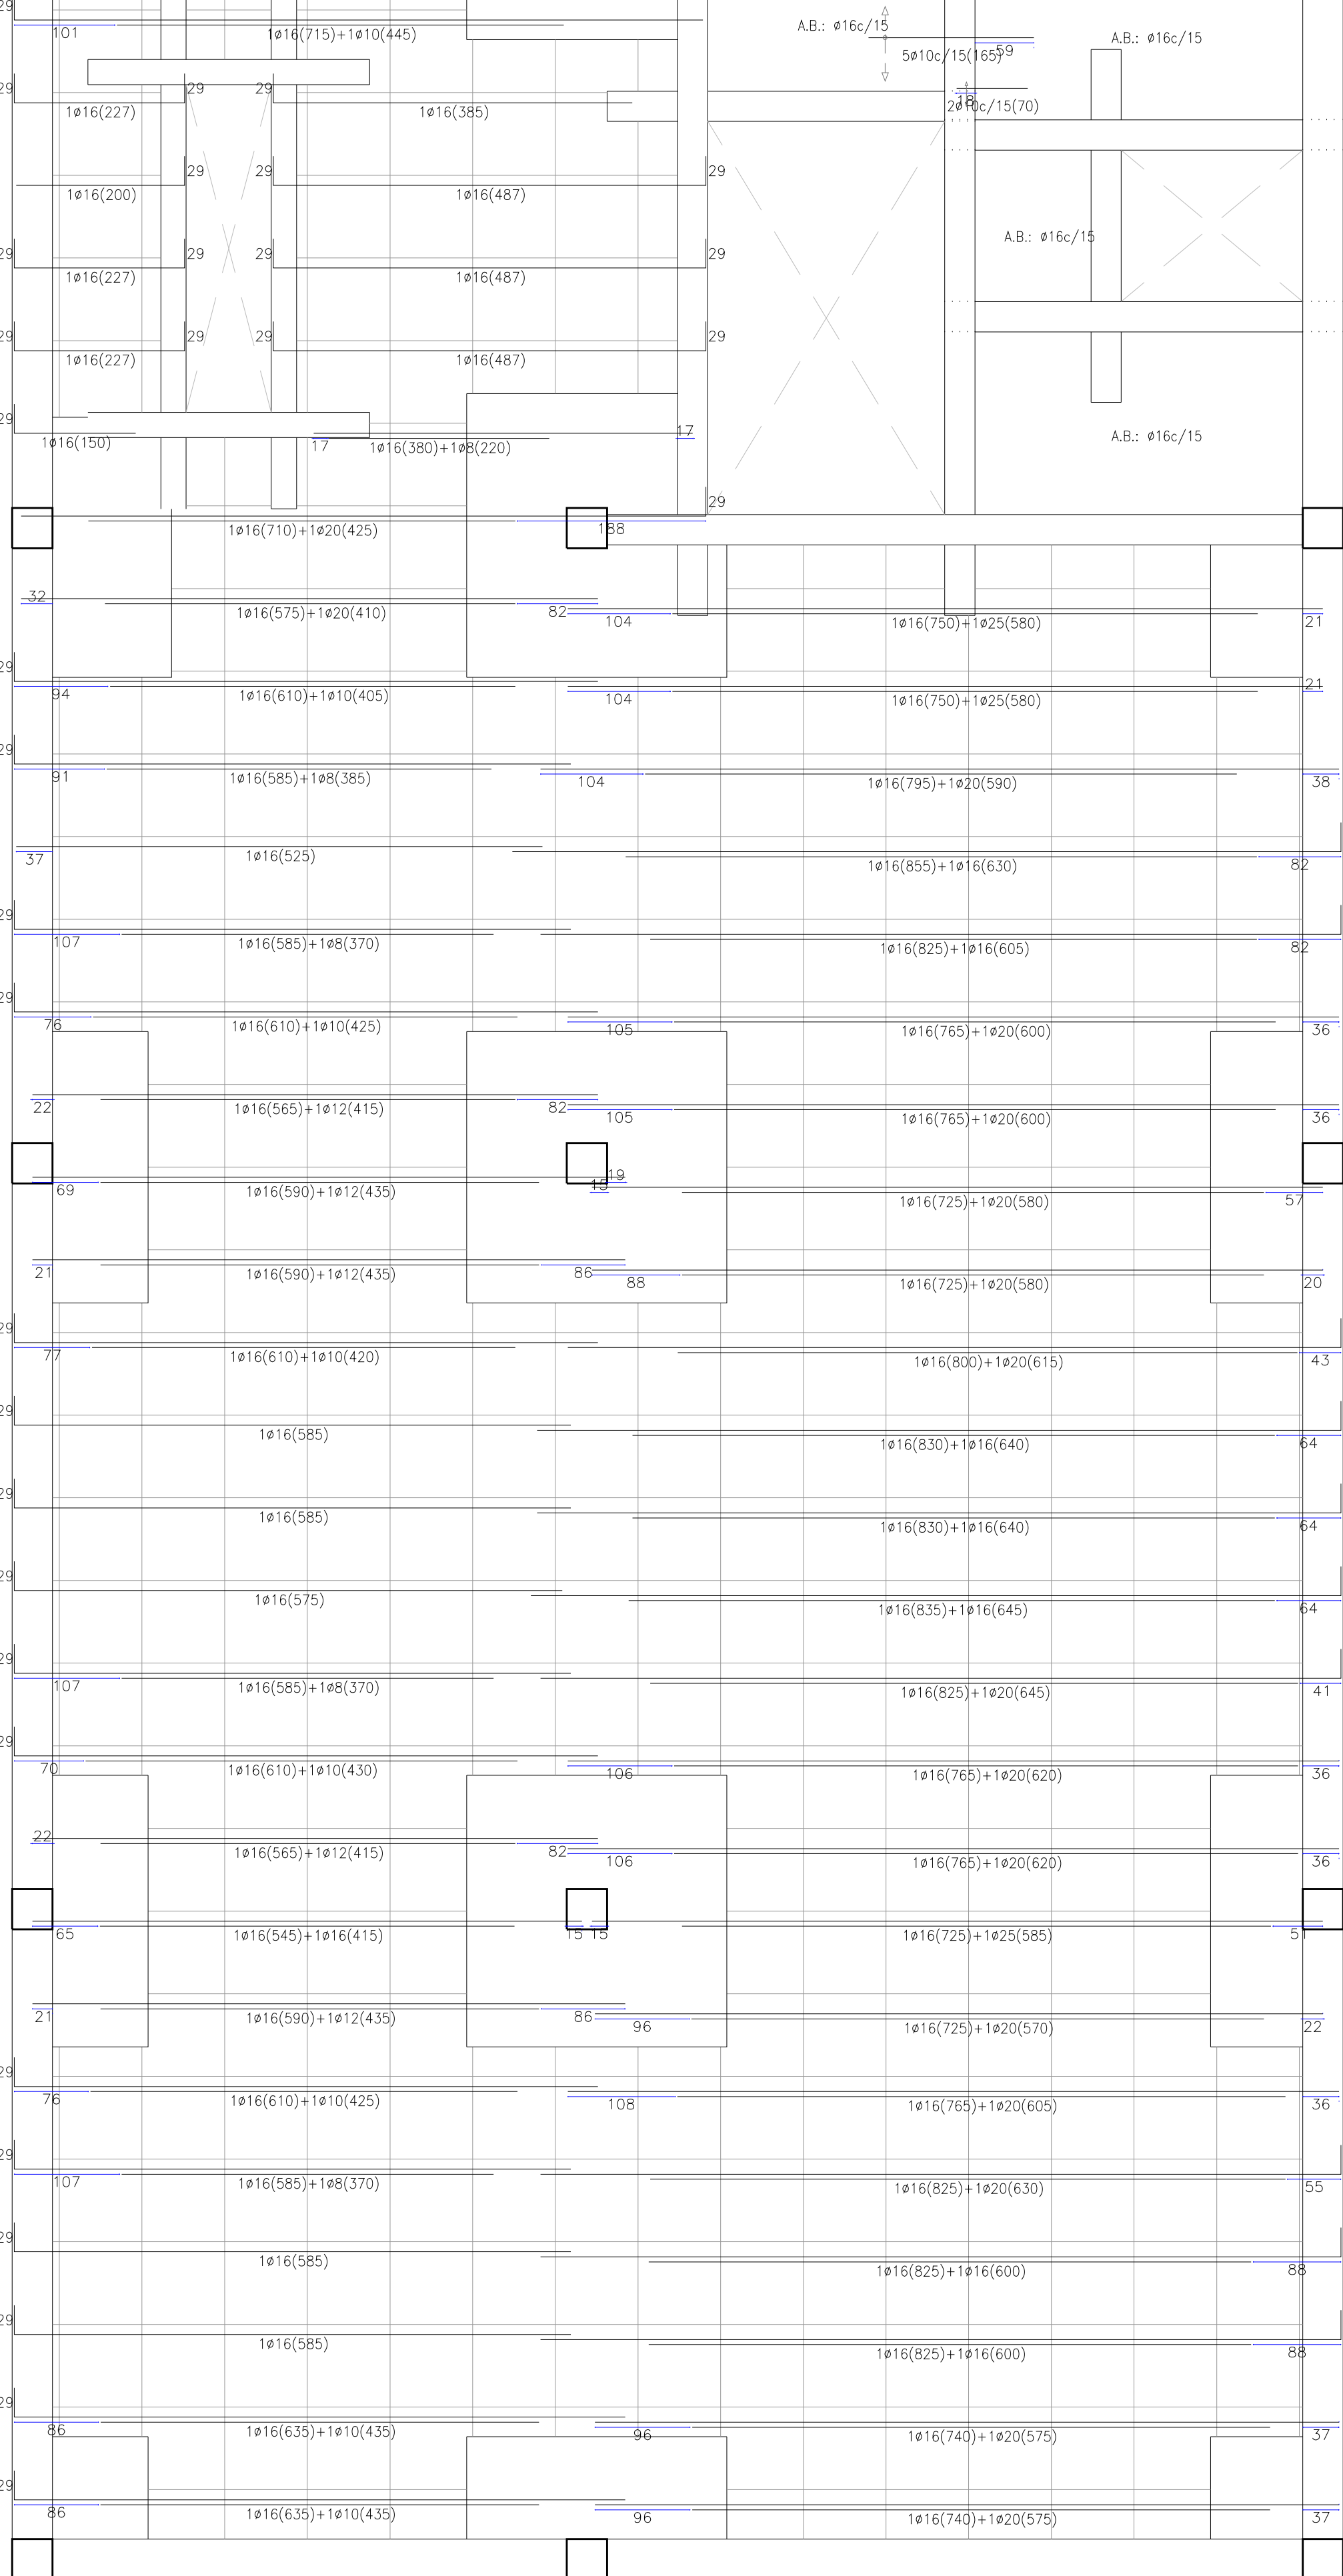 29
101 1ø16(715)+1ø10(445) A.B.: ø16c/15 5ø10c/15(165) 59 A.B.: ø16c/15
29 29 29
1ø16(227) 1ø16(385) 18 2ø10c/15(70)
29 29 29
1ø16(200) 1ø16(487)
A.B.: ø16c/15
29 29 29 29
1ø16(227) 1ø16(487)
29 29 29 29
1ø16(227) 1ø16(487)
29 17 A.B.: ø16c/15
1ø16(150) 17 1ø16(380)+1ø8(220)
29
1ø16(710)+1ø20(425) 188
32 1ø16(575)+1ø20(410) 82 104 1ø16(750)+1ø25(580) 21
29
94 1ø16(610)+1ø10(405) 104 1ø16(750)+1ø25(580) 21
29
91 1ø16(585)+1ø8(385) 104 1ø16(795)+1ø20(590) 38
37 1ø16(525) 1ø16(855)+1ø16(630) 82
29
107 1ø16(585)+1ø8(370) 1ø16(825)+1ø16(605) 82
29
76 1ø16(610)+1ø10(425) 105 1ø16(765)+1ø20(600) 36
22 1ø16(565)+1ø12(415) 82 105 1ø16(765)+1ø20(600) 36
69 1ø16(590)+1ø12(435) 15 19 1ø16(725)+1ø20(580) 57
21 1ø16(590)+1ø12(435) 86 88 1ø16(725)+1ø20(580) 20
29
77 1ø16(610)+1ø10(420) 1ø16(800)+1ø20(615) 43
29
1ø16(585) 1ø16(830)+1ø16(640) 64
29
1ø16(585) 1ø16(830)+1ø16(640) 64
29
1ø16(575) 1ø16(835)+1ø16(645) 64
29
107 1ø16(585)+1ø8(370) 1ø16(825)+1ø20(645) 41
29
70 1ø16(610)+1ø10(430) 106 1ø16(765)+1ø20(620) 36
22 1ø16(565)+1ø12(415) 82 106 1ø16(765)+1ø20(620) 36
65 1ø16(545)+1ø16(415) 15 15 1ø16(725)+1ø25(585) 51
21 1ø16(590)+1ø12(435) 86 96 1ø16(725)+1ø20(570) 22
29
76 1ø16(610)+1ø10(425) 108 1ø16(765)+1ø20(605) 36
29
107 1ø16(585)+1ø8(370) 1ø16(825)+1ø20(630) 55
29
1ø16(585) 1ø16(825)+1ø16(600) 88
29
1ø16(585) 1ø16(825)+1ø16(600) 88
29
86 1ø16(635)+1ø10(435) 96 1ø16(740)+1ø20(575) 37
29
86 1ø16(635)+1ø10(435) 96 1ø16(740)+1ø20(575) 37